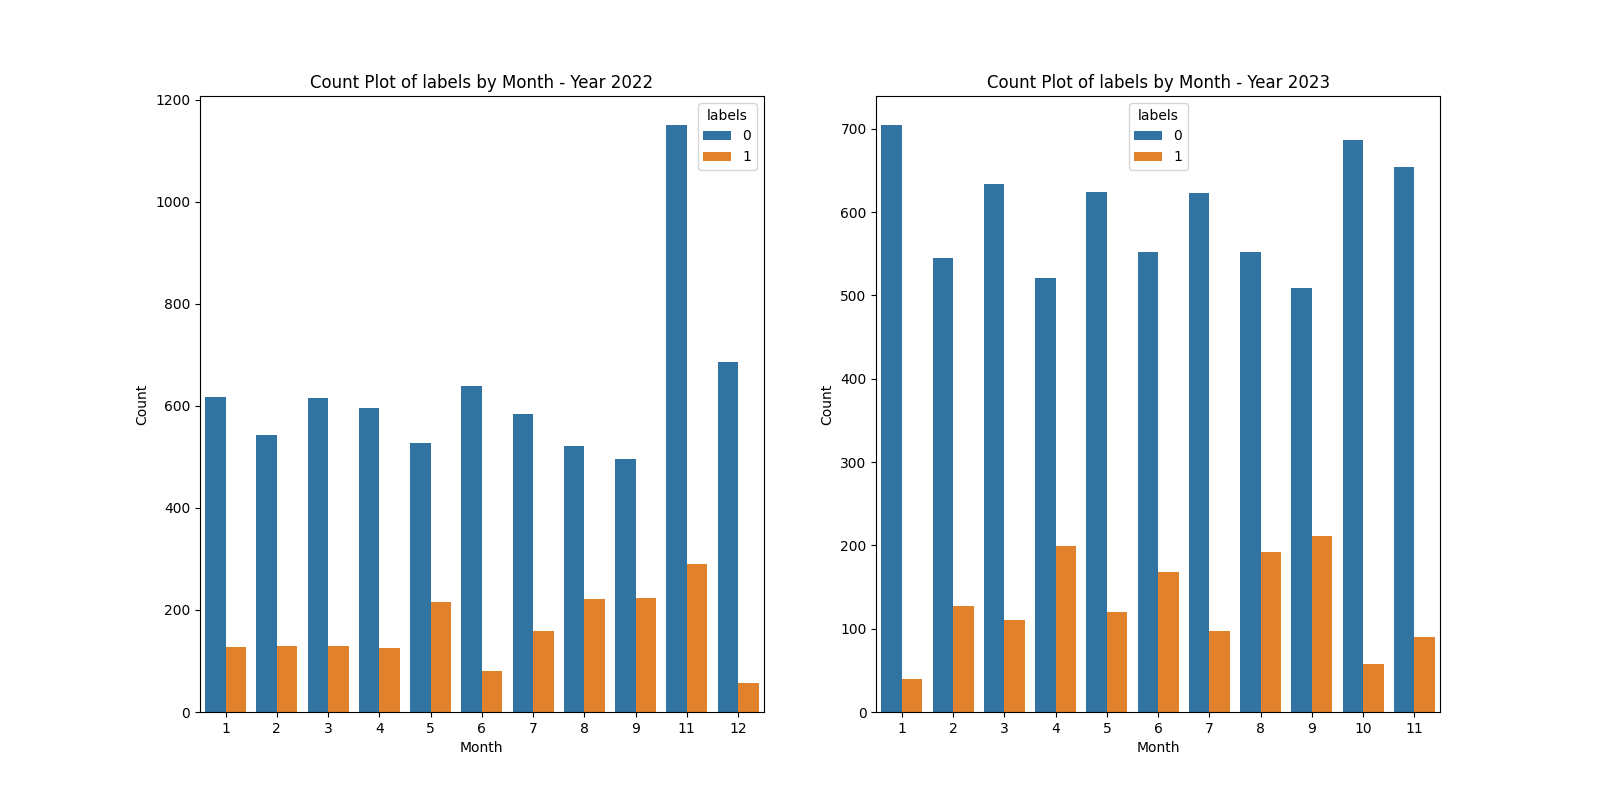 Count Plot of labels by Month - Year 2022
labels
0
1
1200
1000
800
600
400
200
0
Count
1 2 3 4 5 6 7 8 9 11 12
Month
Count Plot of labels by Month - Year 2023
labels
0
1
700
600
500
400
300
200
100
0
Count
1 2 3 4 5 6 7 8 9 10 11
Month